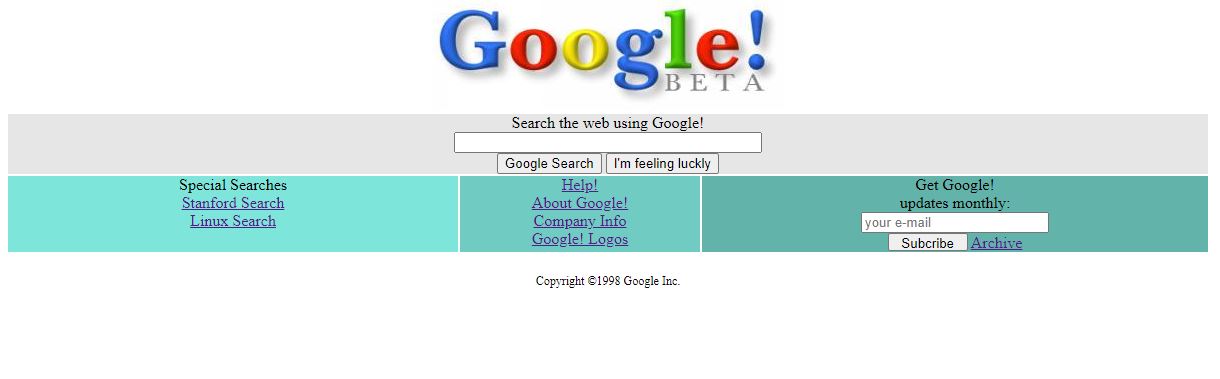 Google!
BETA
Search the web using Google!
Google Search I'm feeling luckly
Special Searches
Stanford Search
Linux Search
Help!
About Google!
Company Info
Google! Logos
Get Google!
updates monthly:
your e-mail
Subcribe Archive
Copyright ©1998 Google Inc.